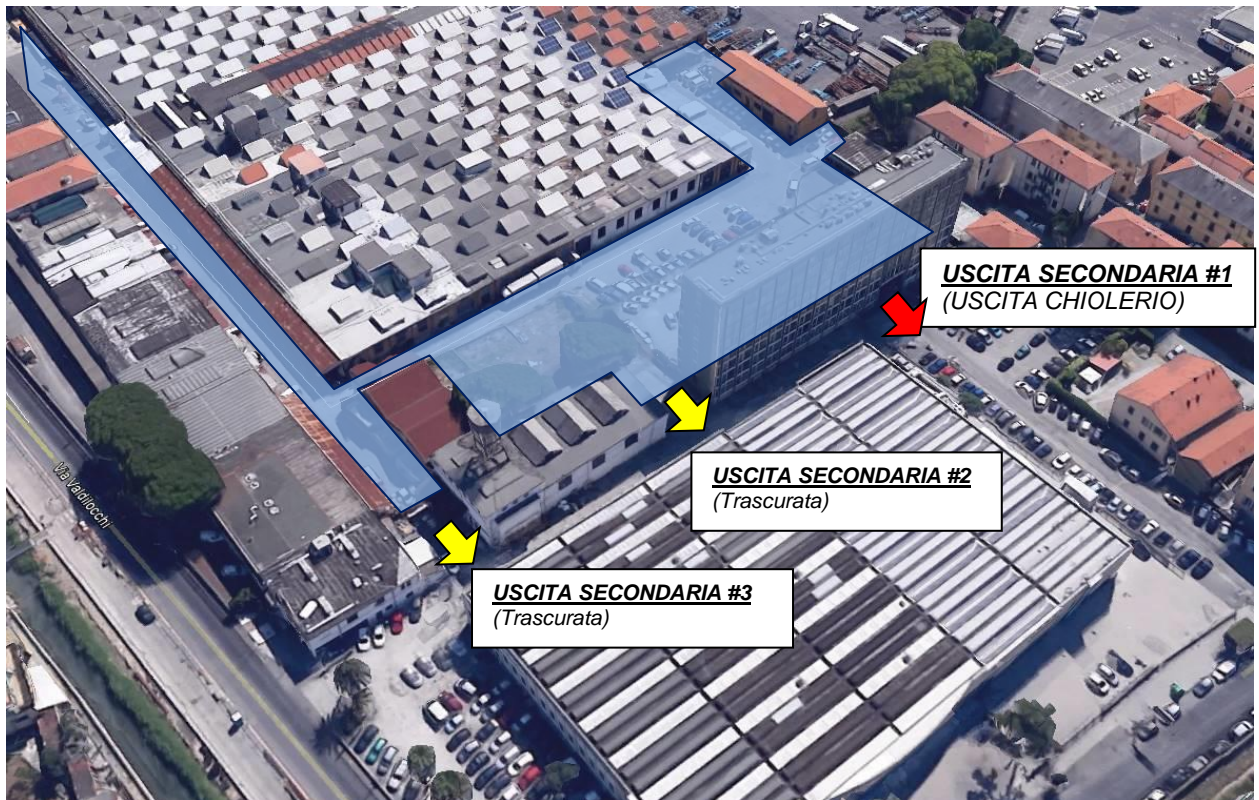 USCITA SECONDARIA #1
(USCITA CHIOLERIO)
USCITA SECONDARIA #2
(Trascurata)
USCITA SECONDARIA #3
(Trascurata)
Via Valdilocchi